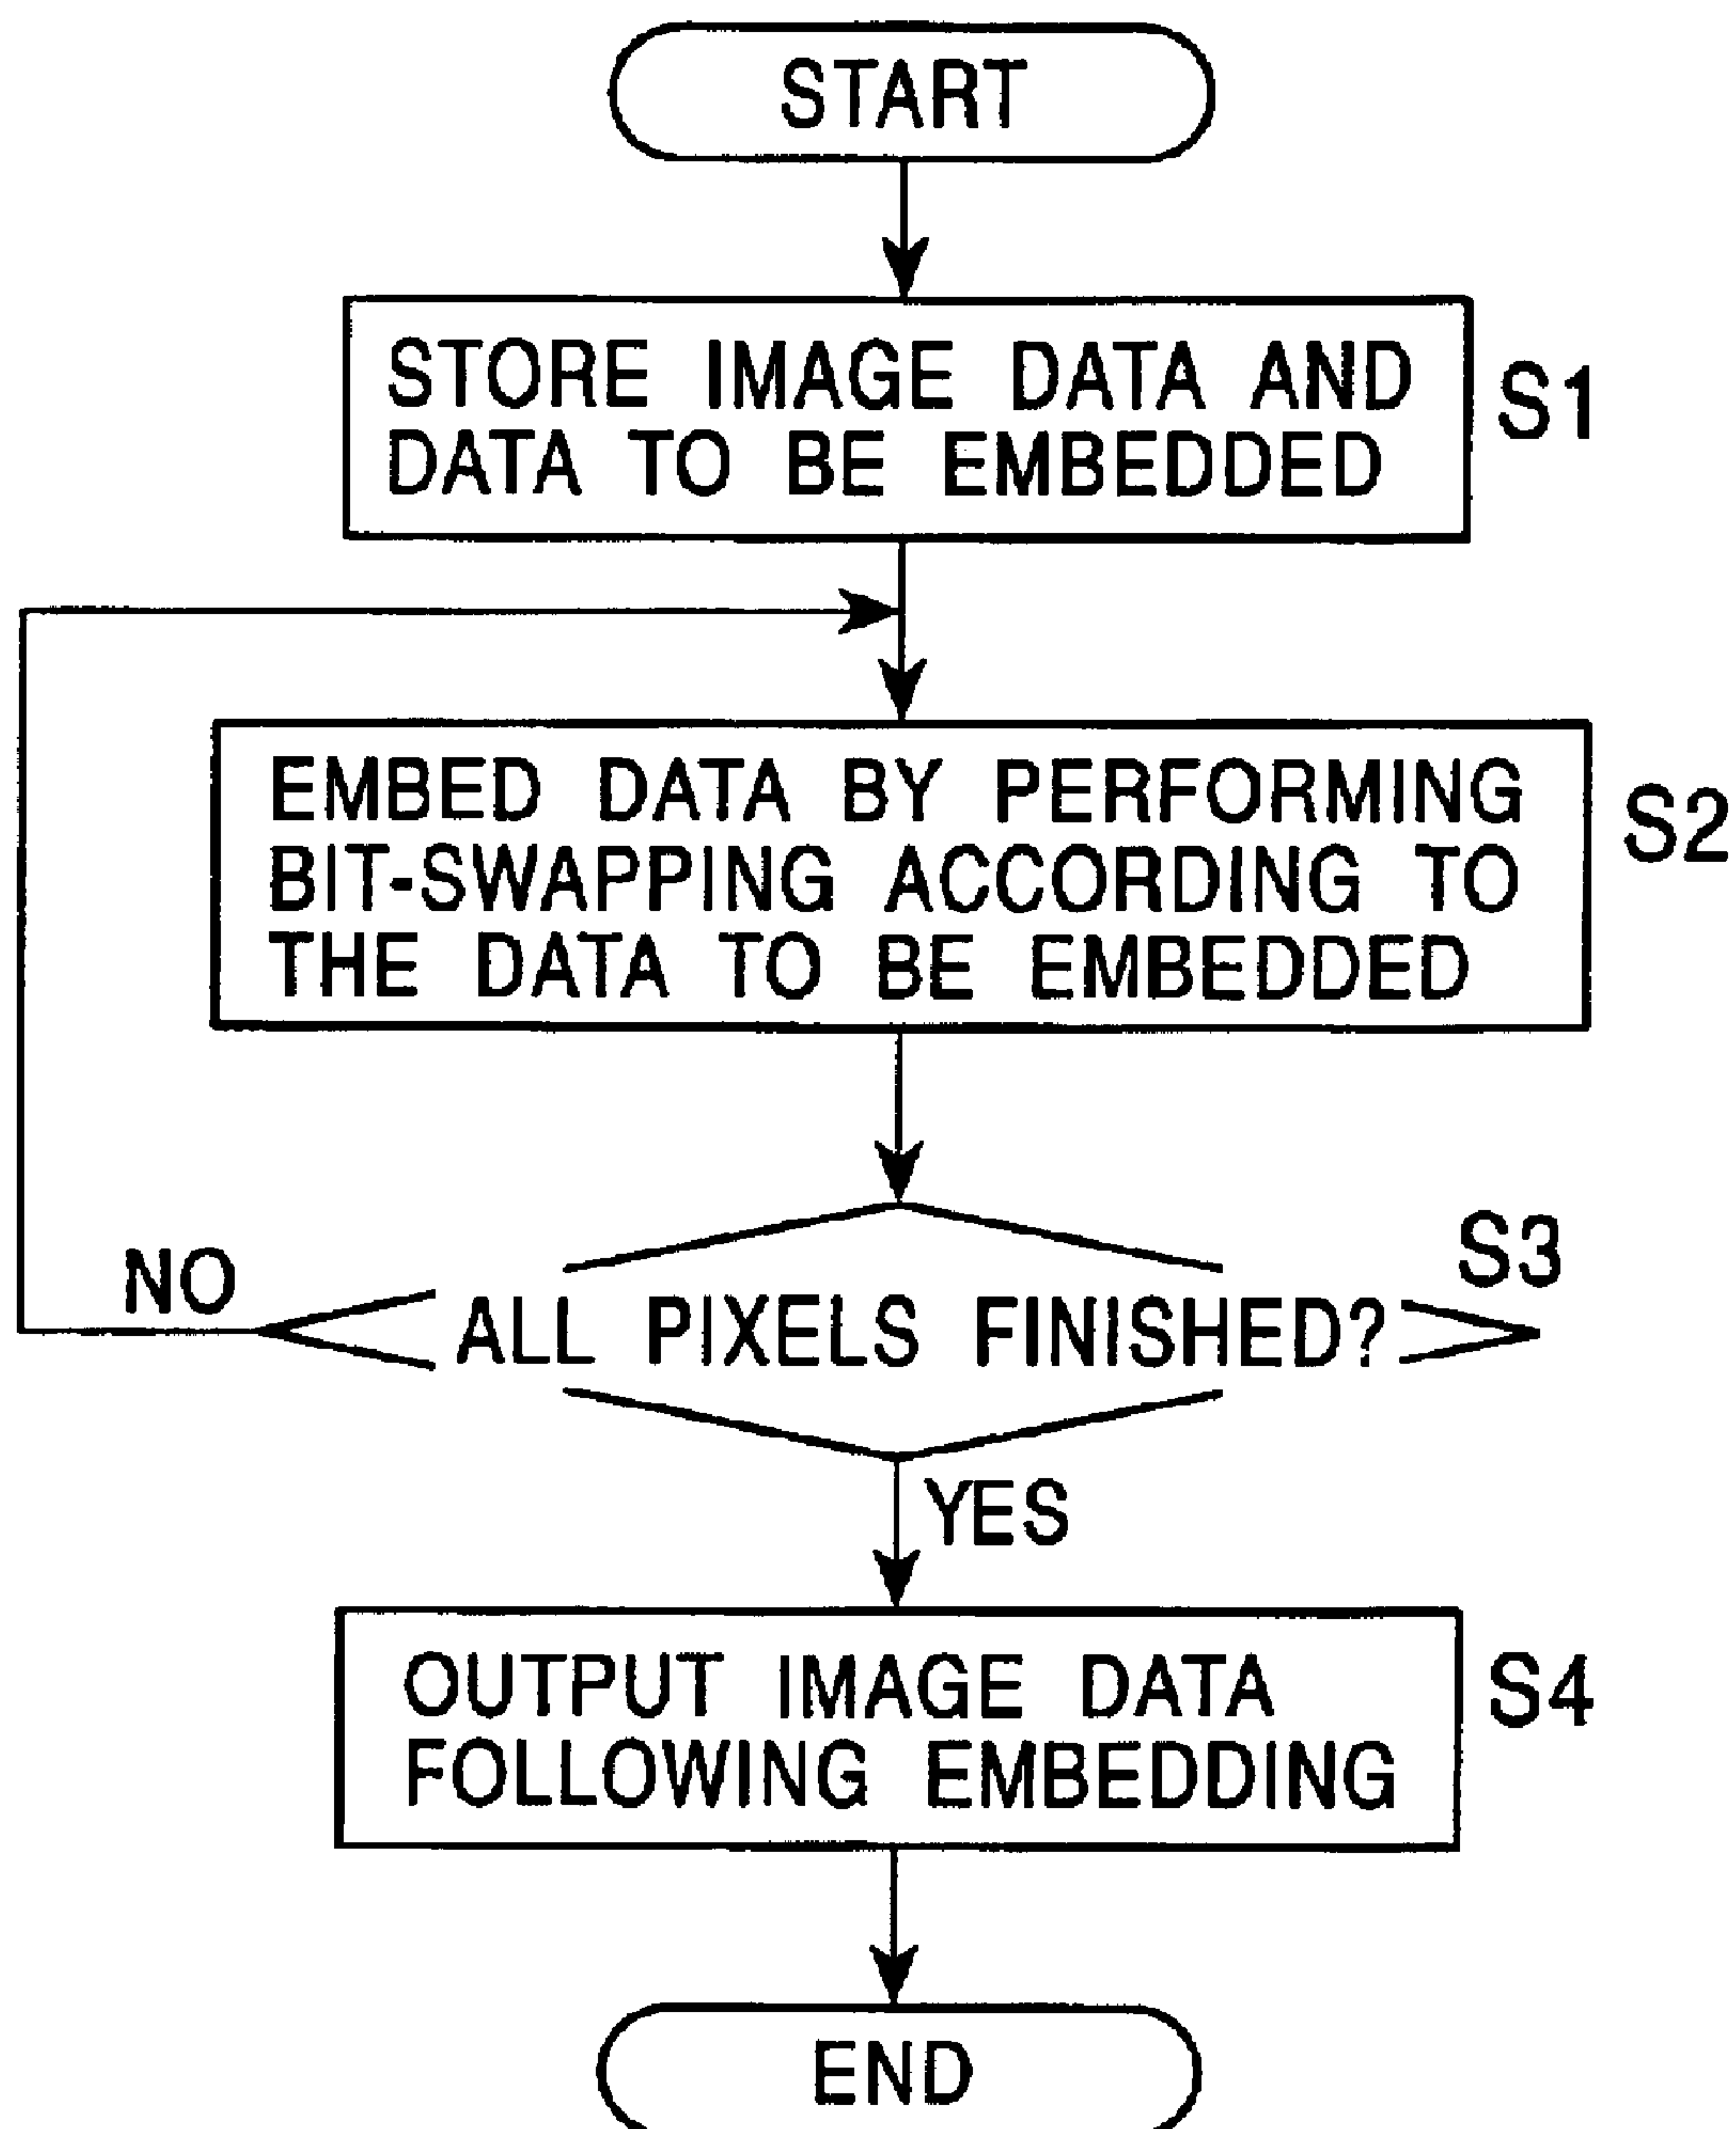 START
STORE IMAGE DATA AND
DATA TO BE EMBEDDED
S1
EMBED DATA BY PERFORMING
BIT-SWAPPING ACCORDING TO
THE DATA TO BE EMBEDDED
S2
NO
ALL PIXELS FINISHED?
S3
YES
OUTPUT IMAGE DATA
FOLLOWING EMBEDDING
S4
END